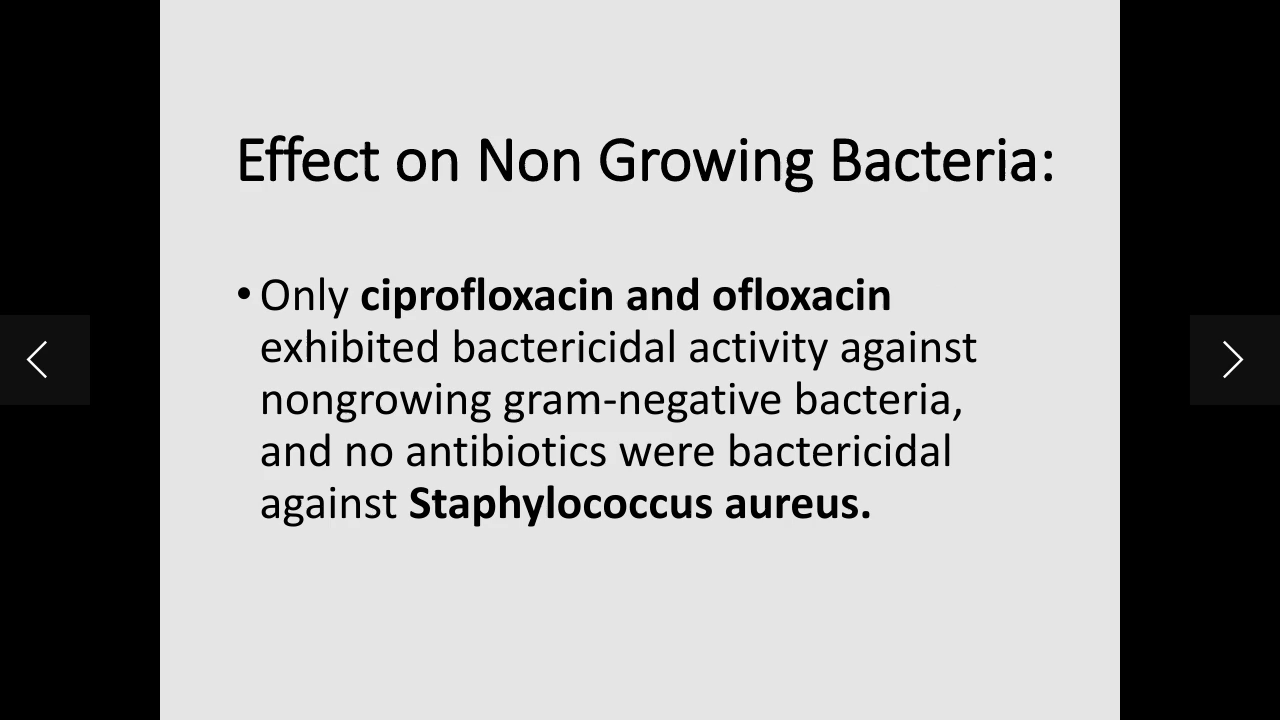 Effect on Non Growing Bacteria:
• Only ciprofloxacin and ofloxacin
exhibited bactericidal activity against
nongrowing gram-negative bacteria,
and no antibiotics were bactericidal
against Staphylococcus aureus.